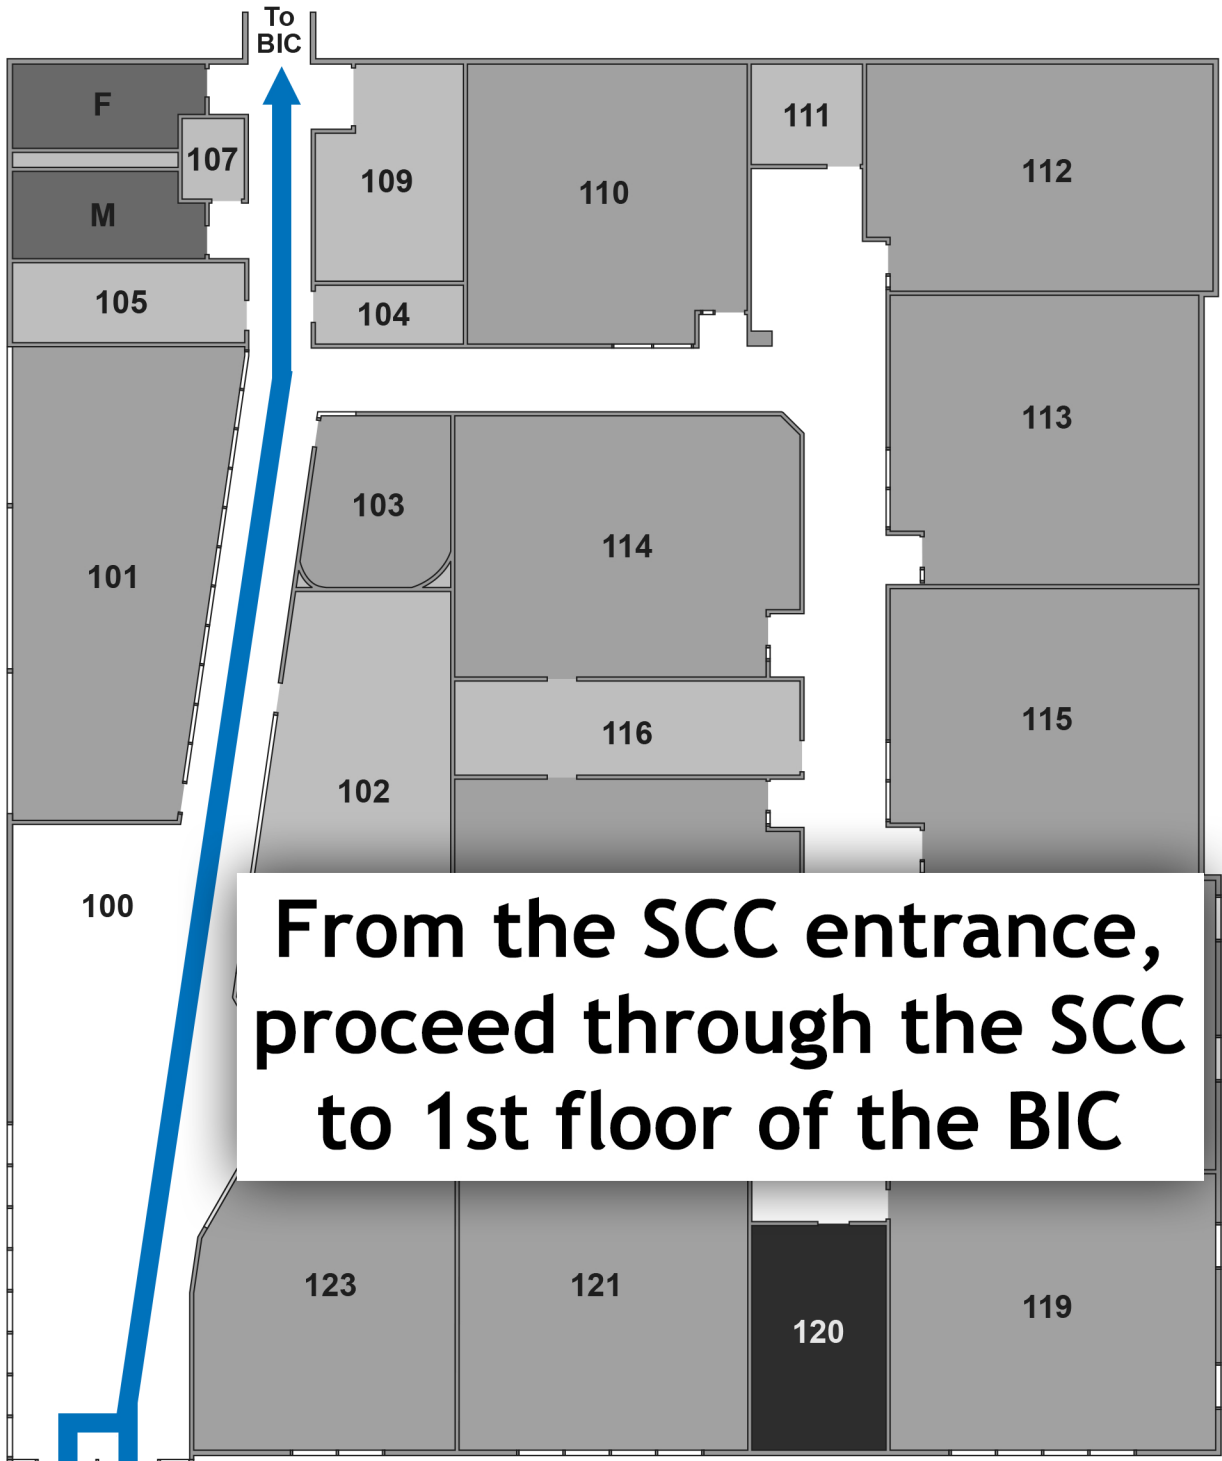 To
BIC
F
111
107
112
109
110
M
105
104
113
103
114
101
115
116
102
100
From the SCC entrance,
proceed through the SCC
to 1st floor of the BIC
123
121
119
120